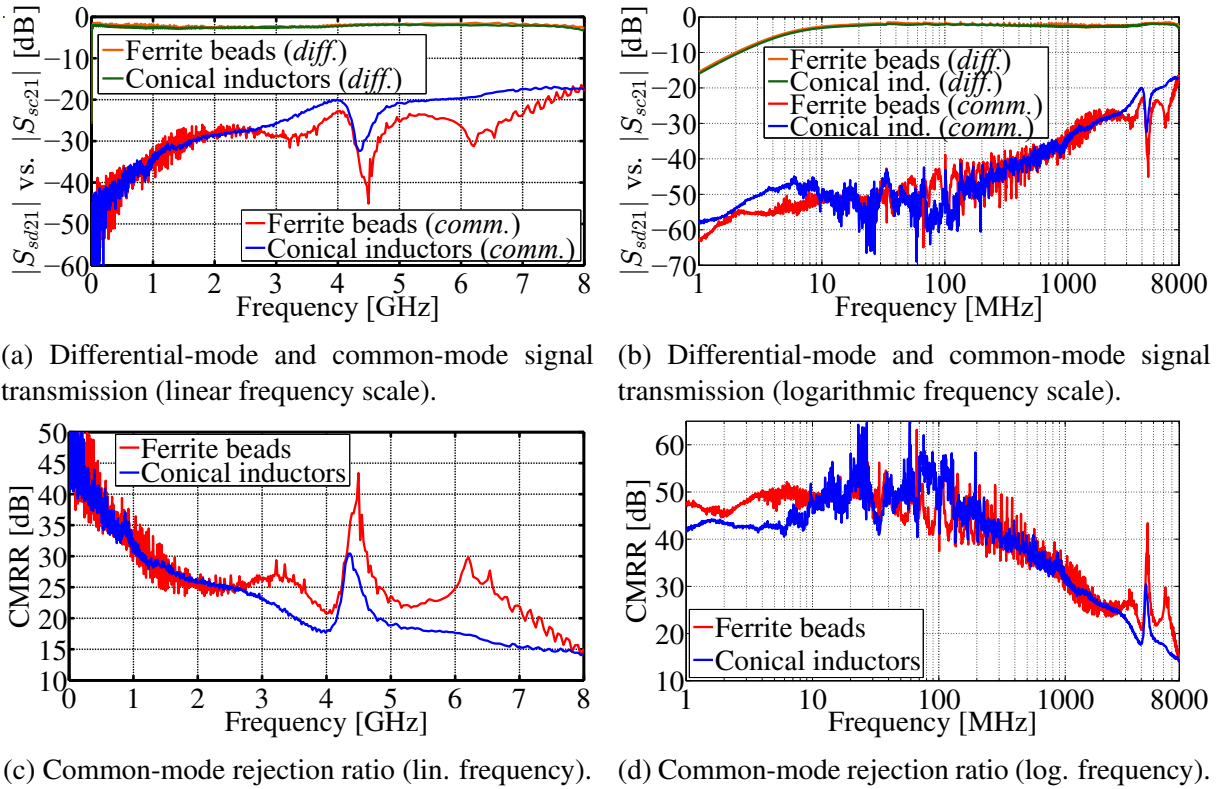 |S_sd21| vs. |S_sc21| [dB]
0
−10
−20
−30
−40
−50
−60
Ferrite beads (diff.)
Conical inductors (diff.)
Ferrite beads (comm.)
Conical inductors (comm.)
0 1 2 3 4 5 6 7 8
Frequency [GHz]
(a) Differential-mode and common-mode signal
transmission (linear frequency scale).
|S_sd21| vs. |S_sc21| [dB]
0
−10
−20
−30
−40
−50
−60
−70
Ferrite beads (diff.)
Conical ind. (diff.)
Ferrite beads (comm.)
Conical ind. (comm.)
1 10 100 1000 8000
Frequency [MHz]
(b) Differential-mode and common-mode signal
transmission (logarithmic frequency scale).
CMRR [dB]
50
45
40
35
30
25
20
15
10
Ferrite beads
Conical inductors
0 1 2 3 4 5 6 7 8
Frequency [GHz]
(c) Common-mode rejection ratio (lin. frequency).
CMRR [dB]
60
50
40
30
20
10
Ferrite beads
Conical inductors
1 10 100 1000 8000
Frequency [MHz]
(d) Common-mode rejection ratio (log. frequency).